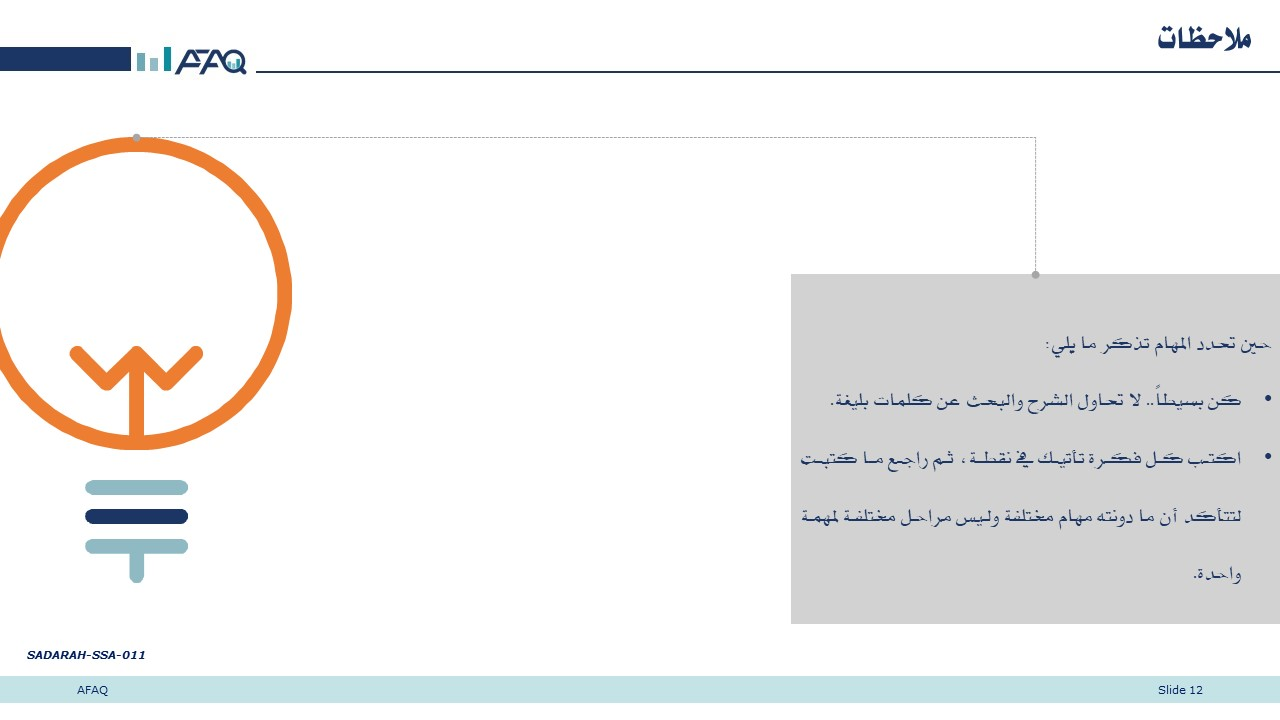 ملاحظات
AFAQ
حين تحدد المهام تذكر ما يلي:
• كن بسيطاً.. لا تحاول الشرح والبحث عن كلمات بليغة.
• اكتب كل فكرة تأتيك في نقطة، ثم راجع ما كتبت
لتتأكد أن ما دونته مهام مختلفة وليس مراحل مختلفة لمهمة
واحدة.
SADARAH-SSA-011
AFAQ
Slide 12